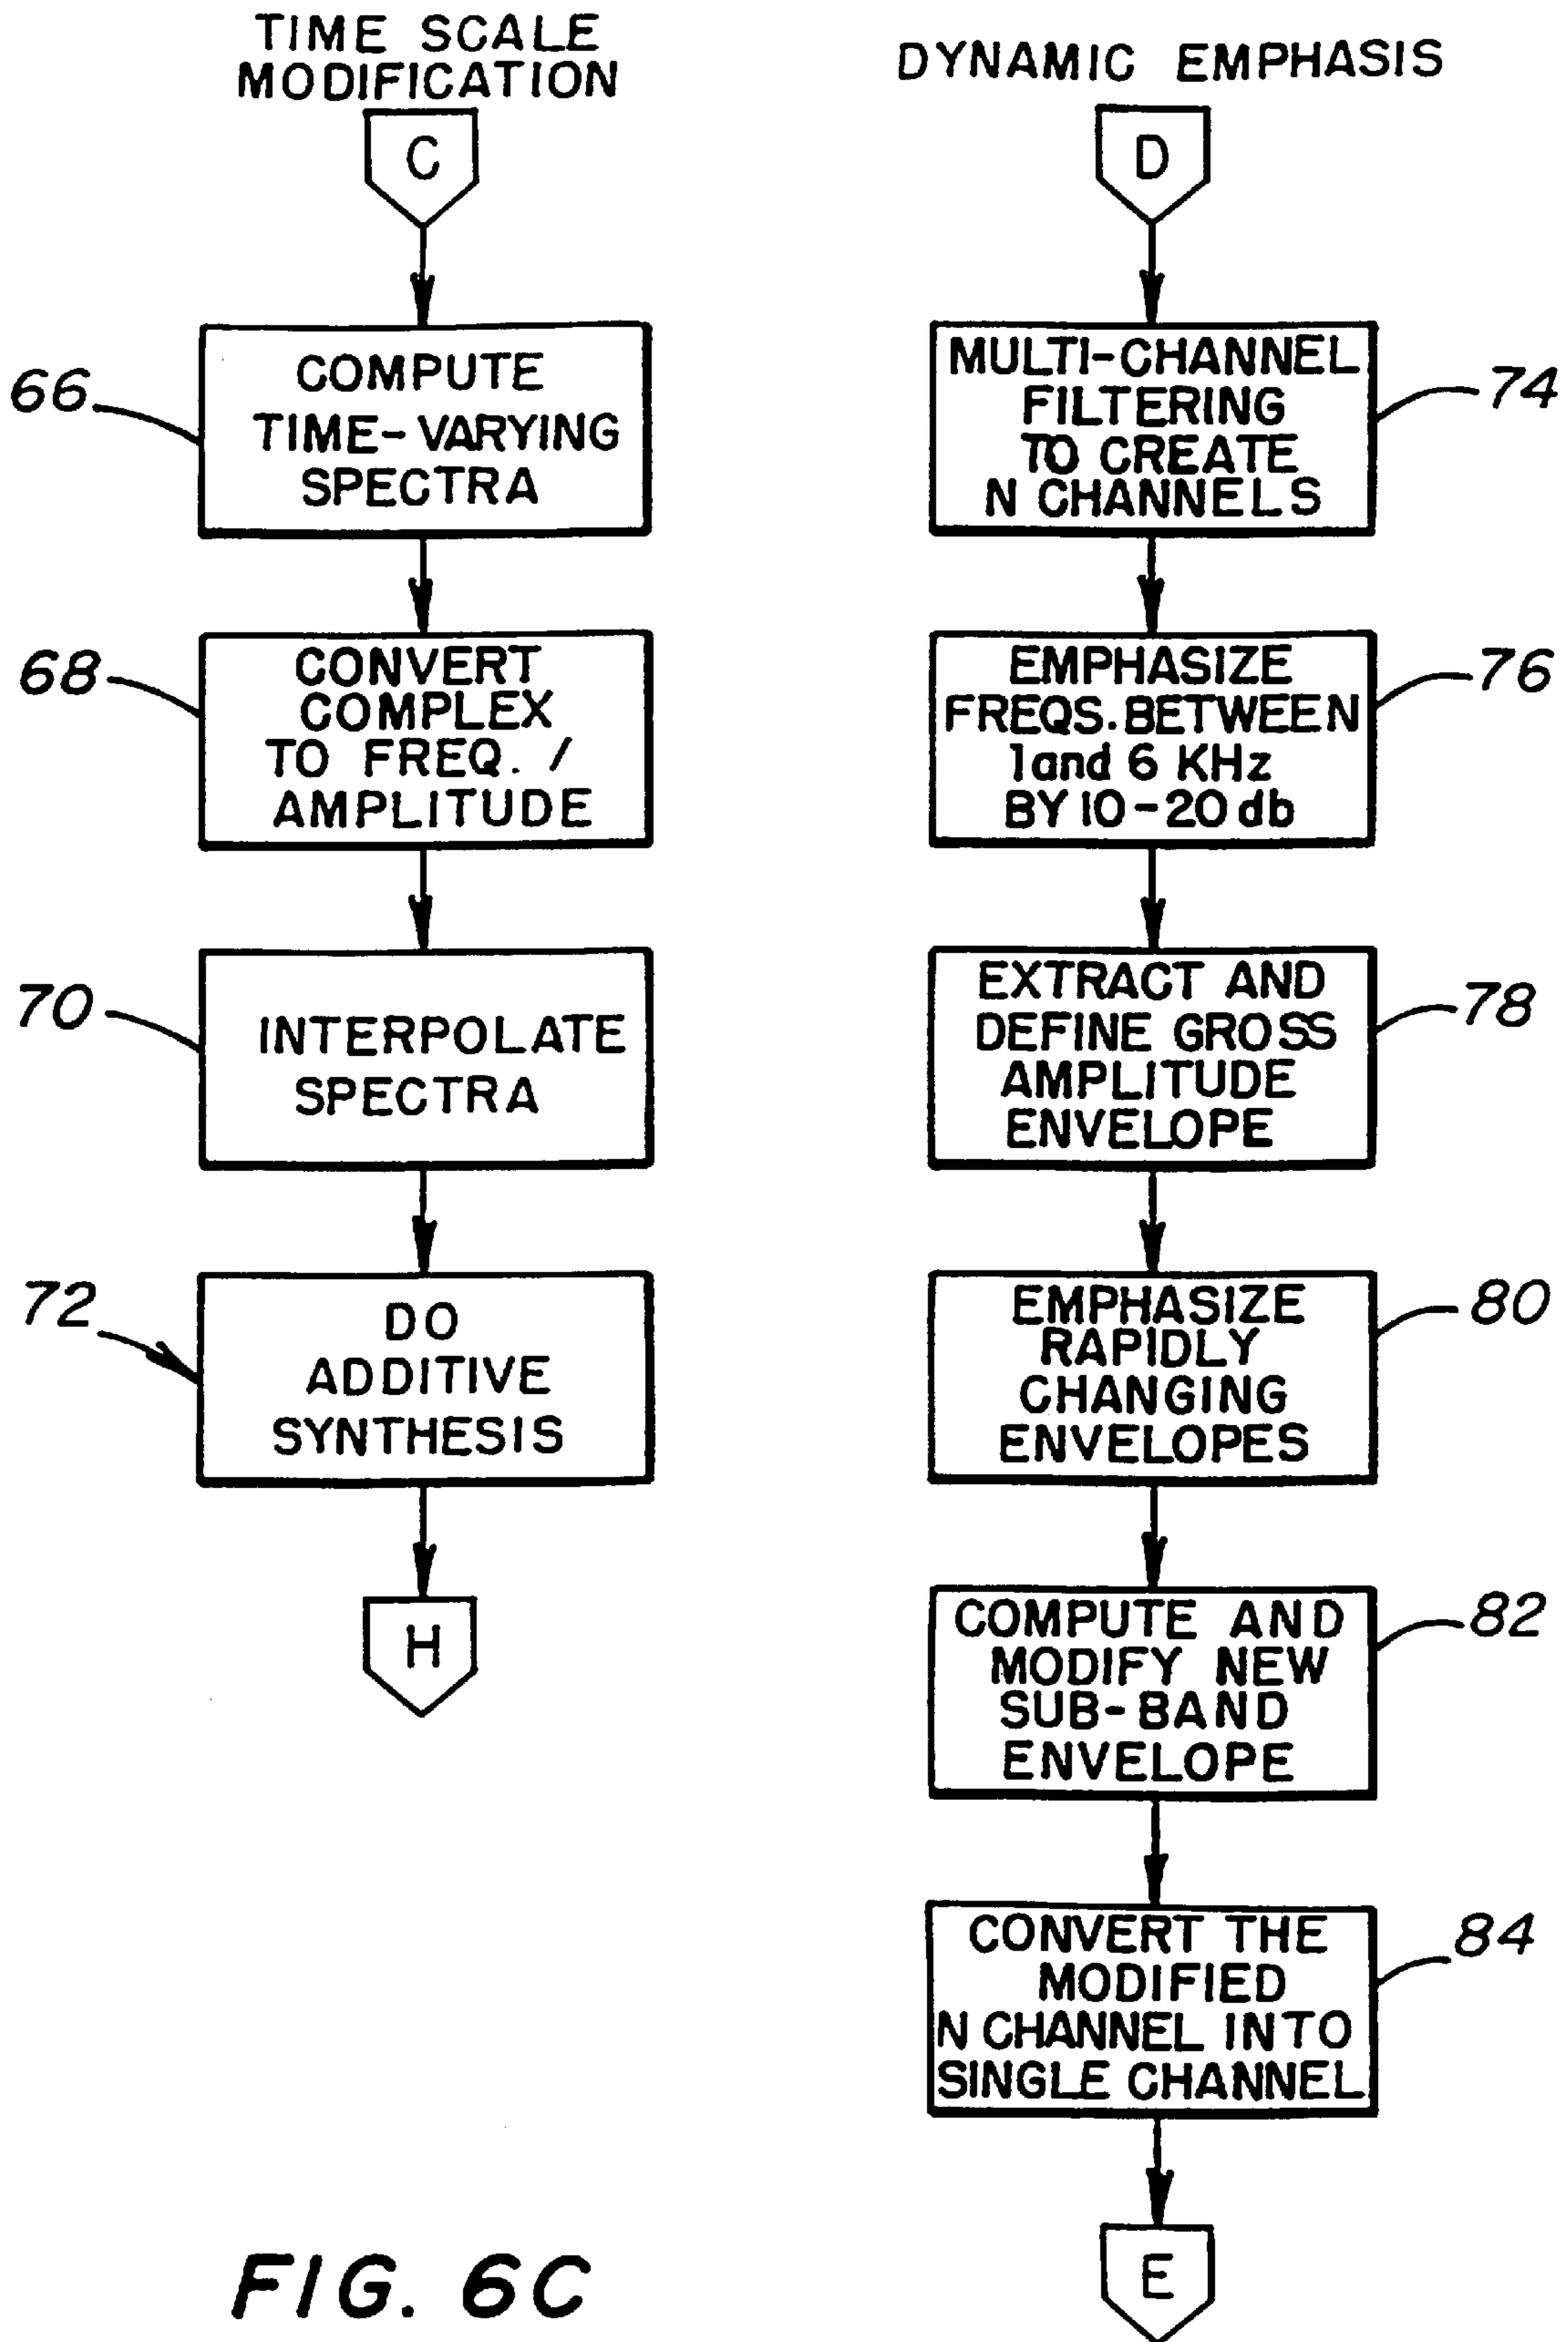 TIME SCALE
MODIFICATION
C
66
COMPUTE
TIME-VARYING
SPECTRA
68
CONVERT
COMPLEX
TO FREQ. /
AMPLITUDE
70
INTERPOLATE
SPECTRA
72
DO
ADDITIVE
SYNTHESIS
H
DYNAMIC EMPHASIS
D
MULTI-CHANNEL
FILTERING
TO CREATE
N CHANNELS
74
EMPHASIZE
FREQS. BETWEEN
1 and 6 KHz
BY 10-20 db
76
EXTRACT AND
DEFINE GROSS
AMPLITUDE
ENVELOPE
78
EMPHASIZE
RAPIDLY
CHANGING
ENVELOPES
80
COMPUTE AND
MODIFY NEW
SUB-BAND
ENVELOPE
82
CONVERT THE
MODIFIED
N CHANNEL INTO
SINGLE CHANNEL
84
E
FIG. 6C